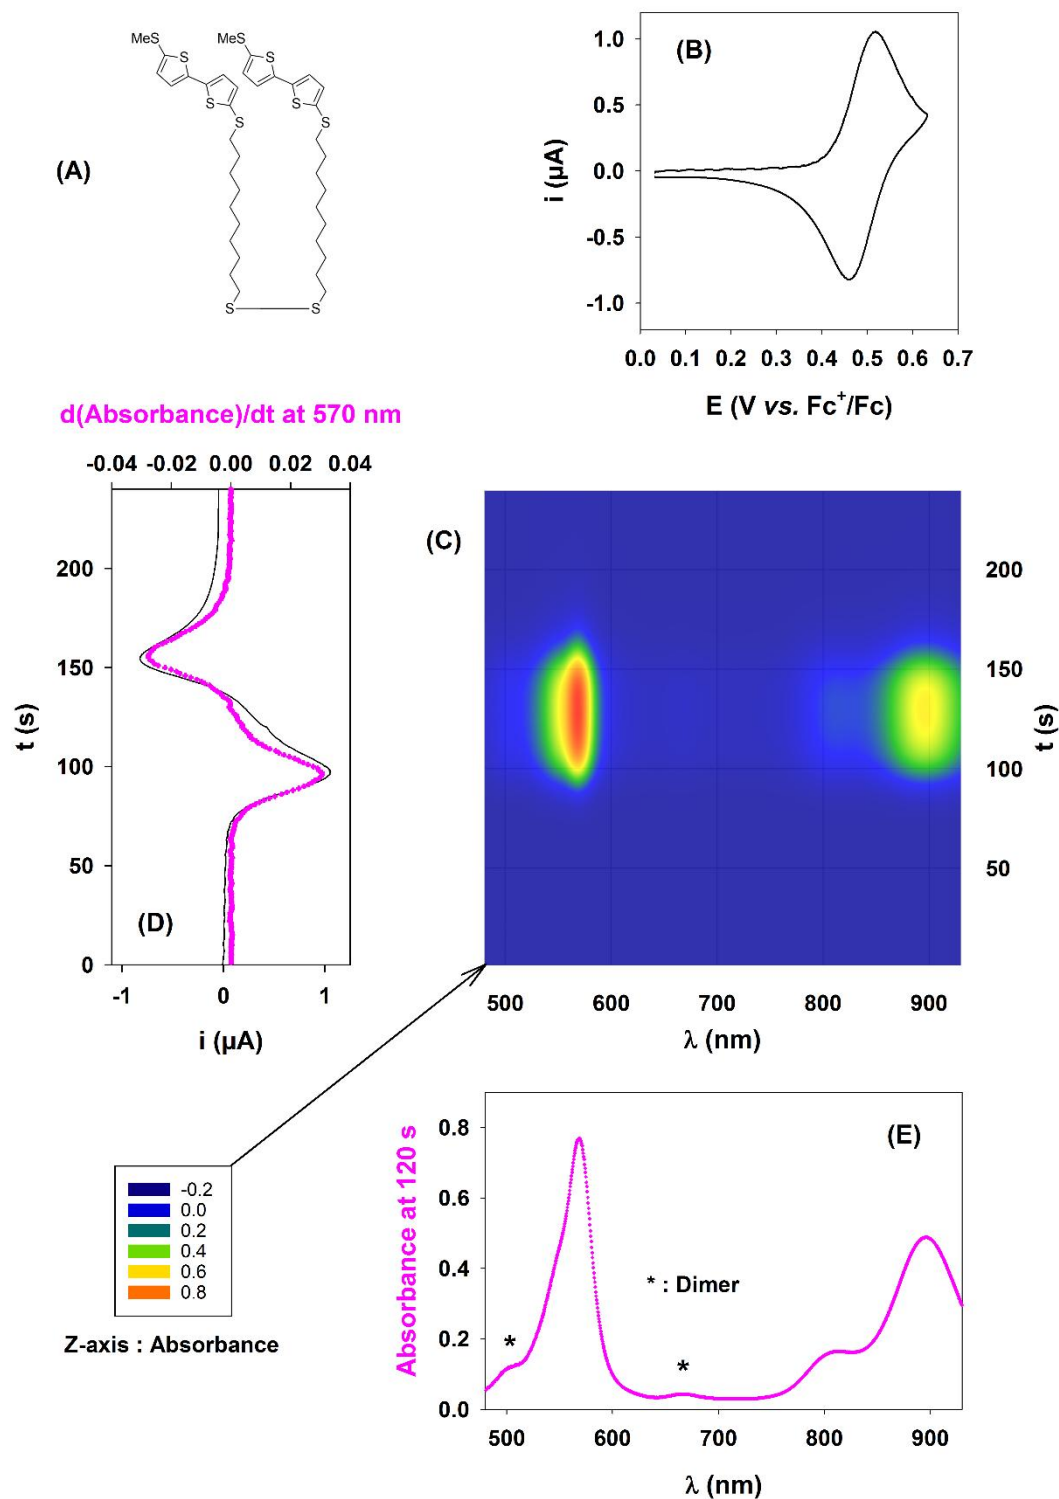 MeS
MeS
S
S
S
S
S
S
(A)
S
S
1.0
0.5
0.0
-0.5
-1.0
i (µA)
(B)
0.0 0.1 0.2 0.3 0.4 0.5 0.6 0.7
E (V vs. Fc+/Fc)
d(Absorbance)/dt at 570 nm
-0.04 -0.02 0.00 0.02 0.04
200
150
100
50
0
t (s)
(D)
-1 0 1
i (µA)
(C)
200
150
100
50
t (s)
500 600 700 800 900
λ (nm)
-0.2
0.0
0.2
0.4
0.6
0.8
Z-axis : Absorbance
Absorbance at 120 s
0.8
0.6
0.4
0.2
0.0
(E)
* : Dimer
*
*
500 600 700 800 900
λ (nm)